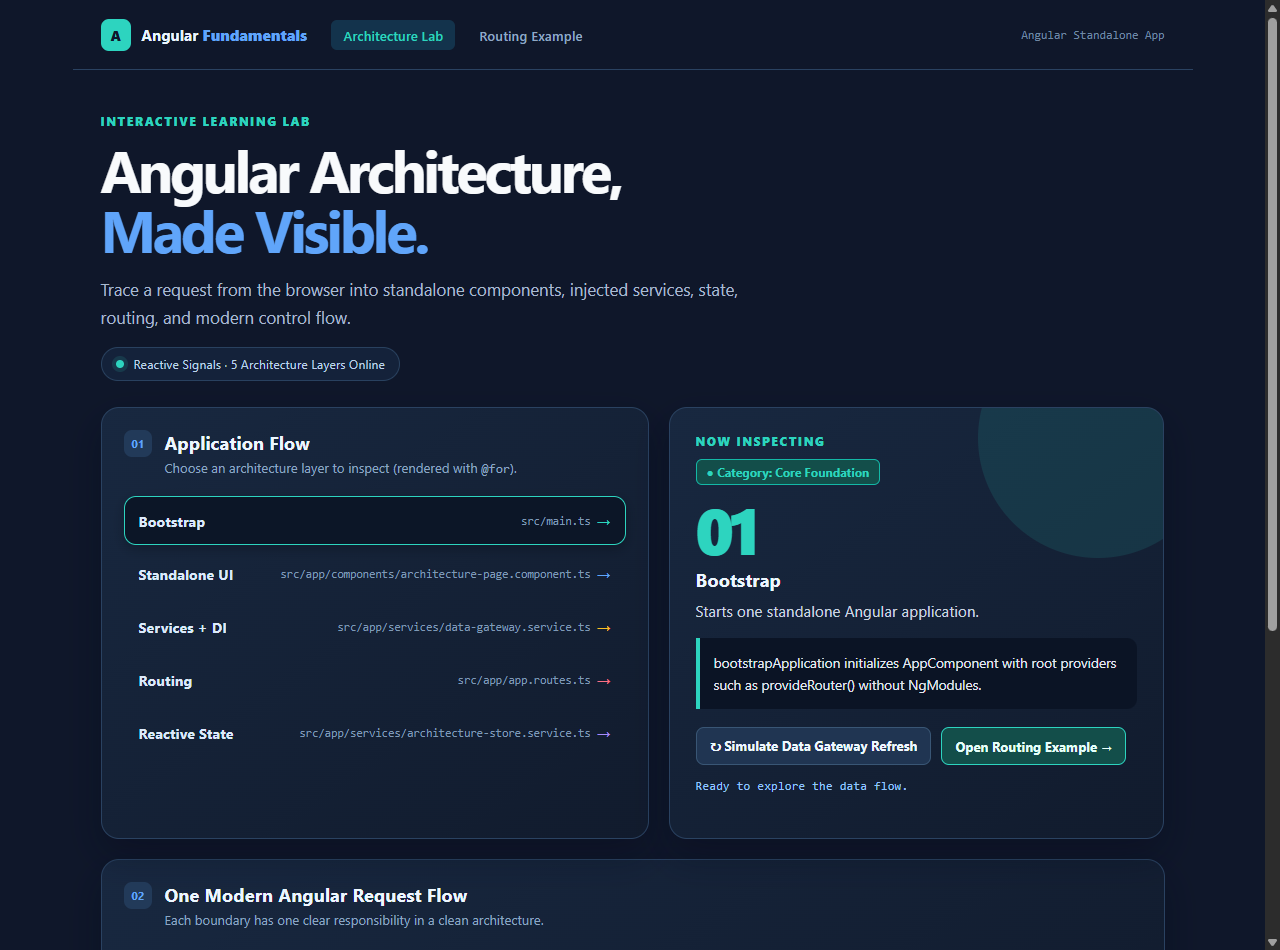 A Angular Fundamentals Architecture Lab Routing Example Angular Standalone App
INTERACTIVE LEARNING LAB
Angular Architecture,
Made Visible.
Trace a request from the browser into standalone components, injected services, state,
routing, and modern control flow.
Reactive Signals · 5 Architecture Layers Online
01 Application Flow
Choose an architecture layer to inspect (rendered with @for).
Bootstrap src/main.ts →
Standalone UI src/app/components/architecture-page.component.ts →
Services + DI src/app/services/data-gateway.service.ts →
Routing src/app/app.routes.ts →
Reactive State src/app/services/architecture-store.service.ts →
NOW INSPECTING
● Category: Core Foundation
01
Bootstrap
Starts one standalone Angular application.
bootstrapApplication initializes AppComponent with root providers
such as provideRouter() without NgModules.
↻ Simulate Data Gateway Refresh Open Routing Example →
Ready to explore the data flow.
02 One Modern Angular Request Flow
Each boundary has one clear responsibility in a clean architecture.